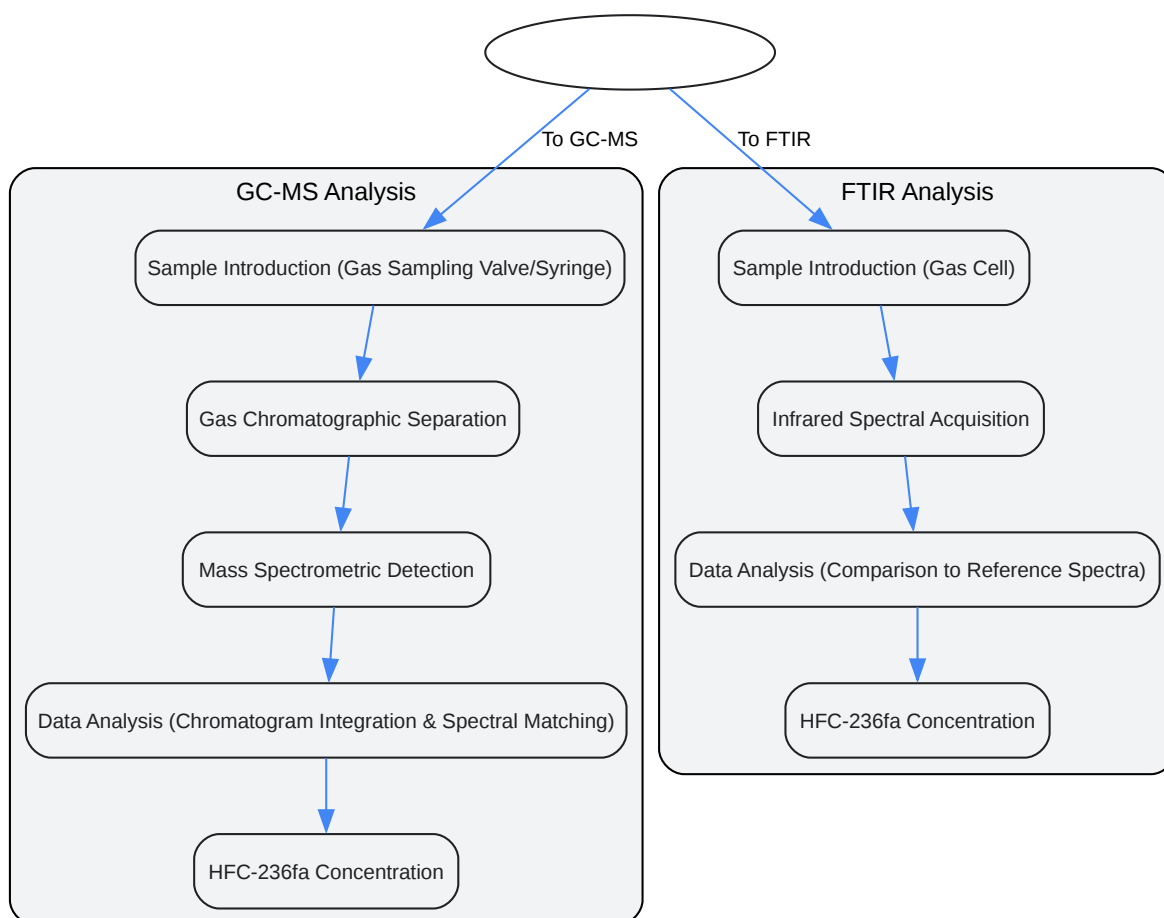 To GC-MS
To FTIR
GC-MS Analysis
Sample Introduction (Gas Sampling Valve/Syringe)
Gas Chromatographic Separation
Mass Spectrometric Detection
Data Analysis (Chromatogram Integration & Spectral Matching)
HFC-236fa Concentration
FTIR Analysis
Sample Introduction (Gas Cell)
Infrared Spectral Acquisition
Data Analysis (Comparison to Reference Spectra)
HFC-236fa Concentration